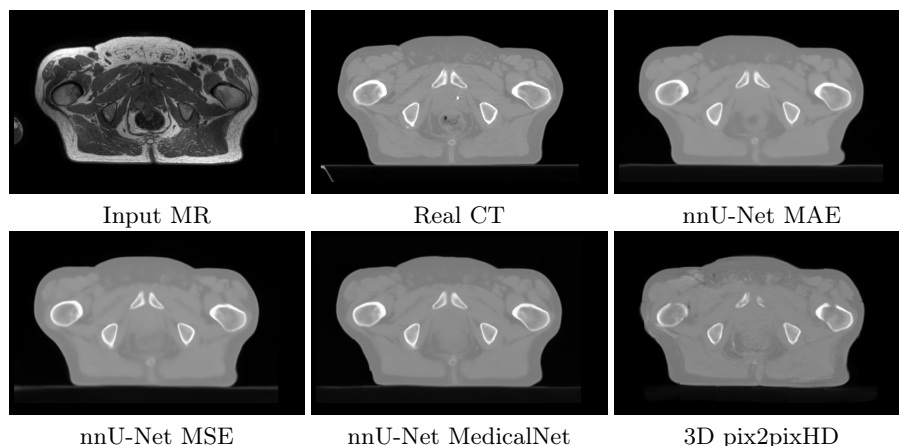 Input MR
Real CT
nnU-Net MAE
nnU-Net MSE
nnU-Net MedicalNet
3D pix2pixHD